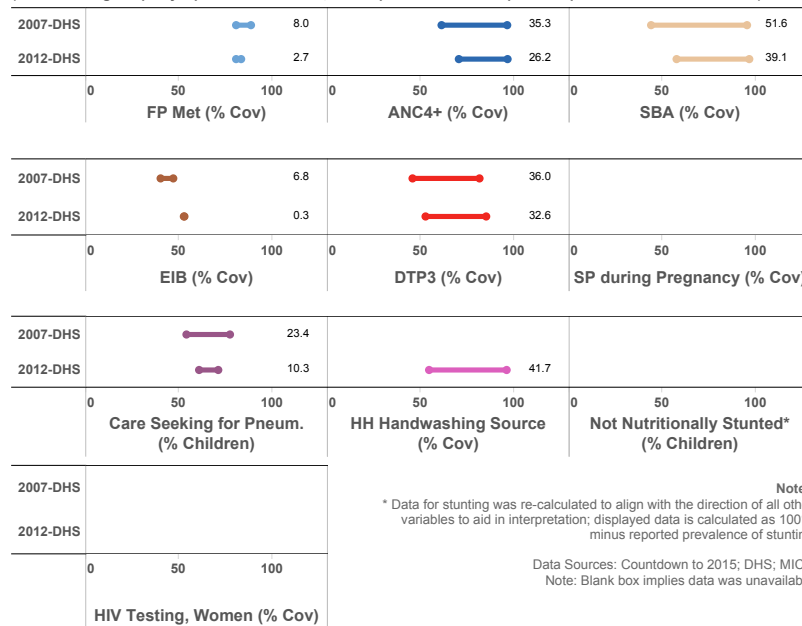 2007-DHS 8.0 35.3 51.6
2012-DHS 2.7 26.2 39.1
0 50 100 0 50 100 0 50 100
FP Met (% Cov) ANC4+ (% Cov) SBA (% Cov)
2007-DHS 6.8 36.0
2012-DHS 0.3 32.6
0 50 100 0 50 100 0 50 100
EIB (% Cov) DTP3 (% Cov) SP during Pregnancy (% Cov)
2007-DHS 23.4
2012-DHS 10.3 41.7
0 50 100 0 50 100 0 50 100
Care Seeking for Pneum. HH Handwashing Source Not Nutritionally Stunted*
(% Children) (% Cov) (% Children)
2007-DHS
2012-DHS
0 50 100
HIV Testing, Women (% Cov)
Note
* Data for stunting was re-calculated to align with the direction of all oth
variables to aid in interpretation; displayed data is calculated as 100
minus reported prevalence of stuntin
Data Sources: Countdown to 2015; DHS; MIC
Note: Blank box implies data was unavailab